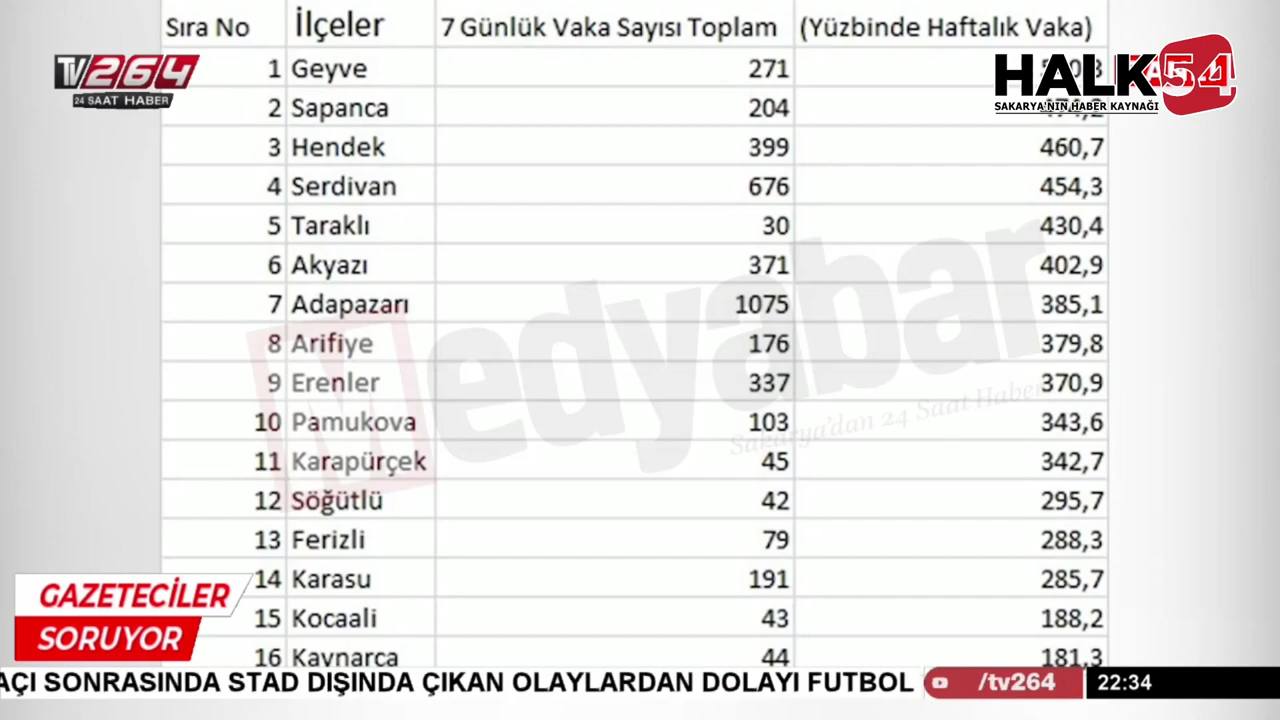 Sıra No İlçeler 7 Günlük Vaka Sayısı Toplam (Yüzbinde Haftalık Vaka)
1 Geyve 271
2 Sapanca 204
3 Hendek 399 460,7
4 Serdivan 676 454,3
5 Taraklı 30 430,4
6 Akyazı 371 402,9
7 Adapazarı 1075 385,1
8 Arifiye 176 379,8
9 Erenler 337 370,9
10 Pamukova 103 343,6
11 Karapürçek 45 342,7
12 Söğütlü 42 295,7
13 Ferizli 79 288,3
14 Karasu 191 285,7
15 Kocaali 43 188,2
16 Kaynarca 44 181,3
TV264
24 SAAT HABER
HALK54
SAKARYA'NIN HABER KAYNAĞI
Medyabar
Sakarya'dan 24 Saat Haber
GAZETECİLER
SORUYOR
AÇI SONRASINDA STAD DIŞINDA ÇIKAN OLAYLARDAN DOLAYI FUTBOL
/tv264
22:34